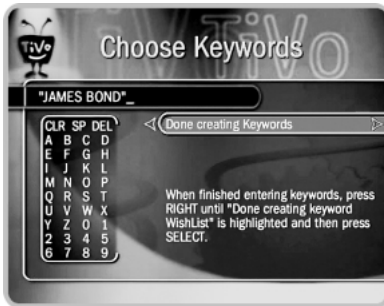 TiVo
Choose Keywords
"JAMES BOND"_
CLR SP DEL
A B C D
E F G H
I J K L
M N O P
Q R S T
U V W X
Y Z 0 1
2 3 4 5
6 7 8 9
Done creating Keywords
When finished entering keywords, press
RIGHT until "Done creating keyword
WishList" is highlighted and then press
SELECT.